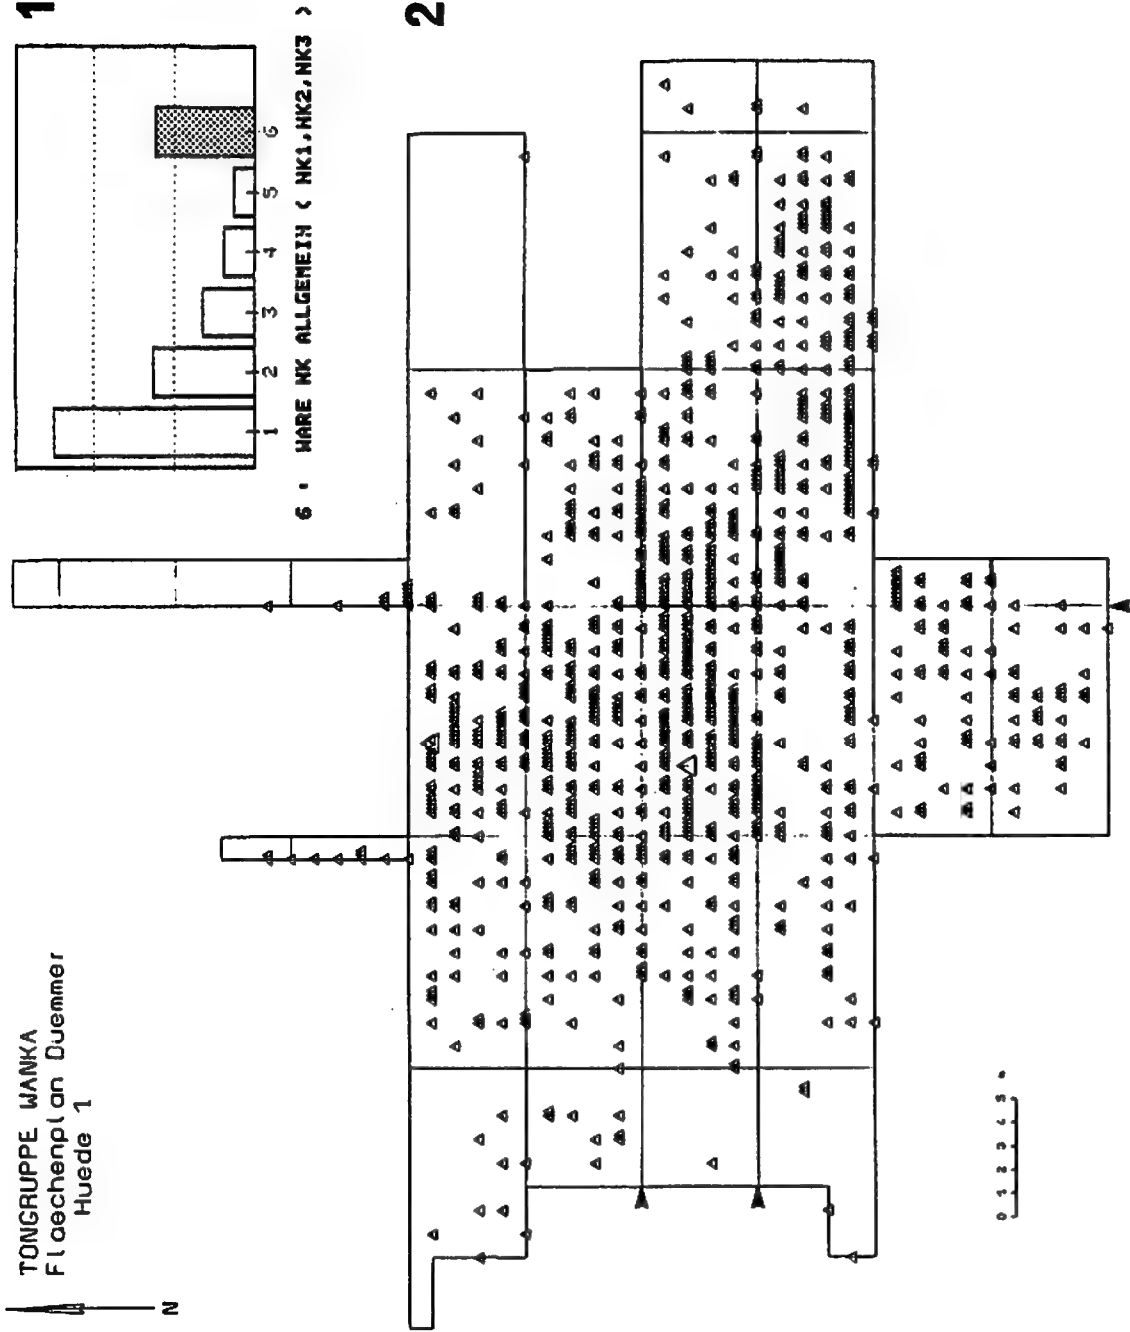 1
1 2 3 4 5 6
6 : WARE NK ALLGEMEIN ( NK1,NK2,NK3 )
2
TONGRUPPE WANKA
Flaechenplan Duemmer
Huede 1
N
0 1 2 3 4 5 m